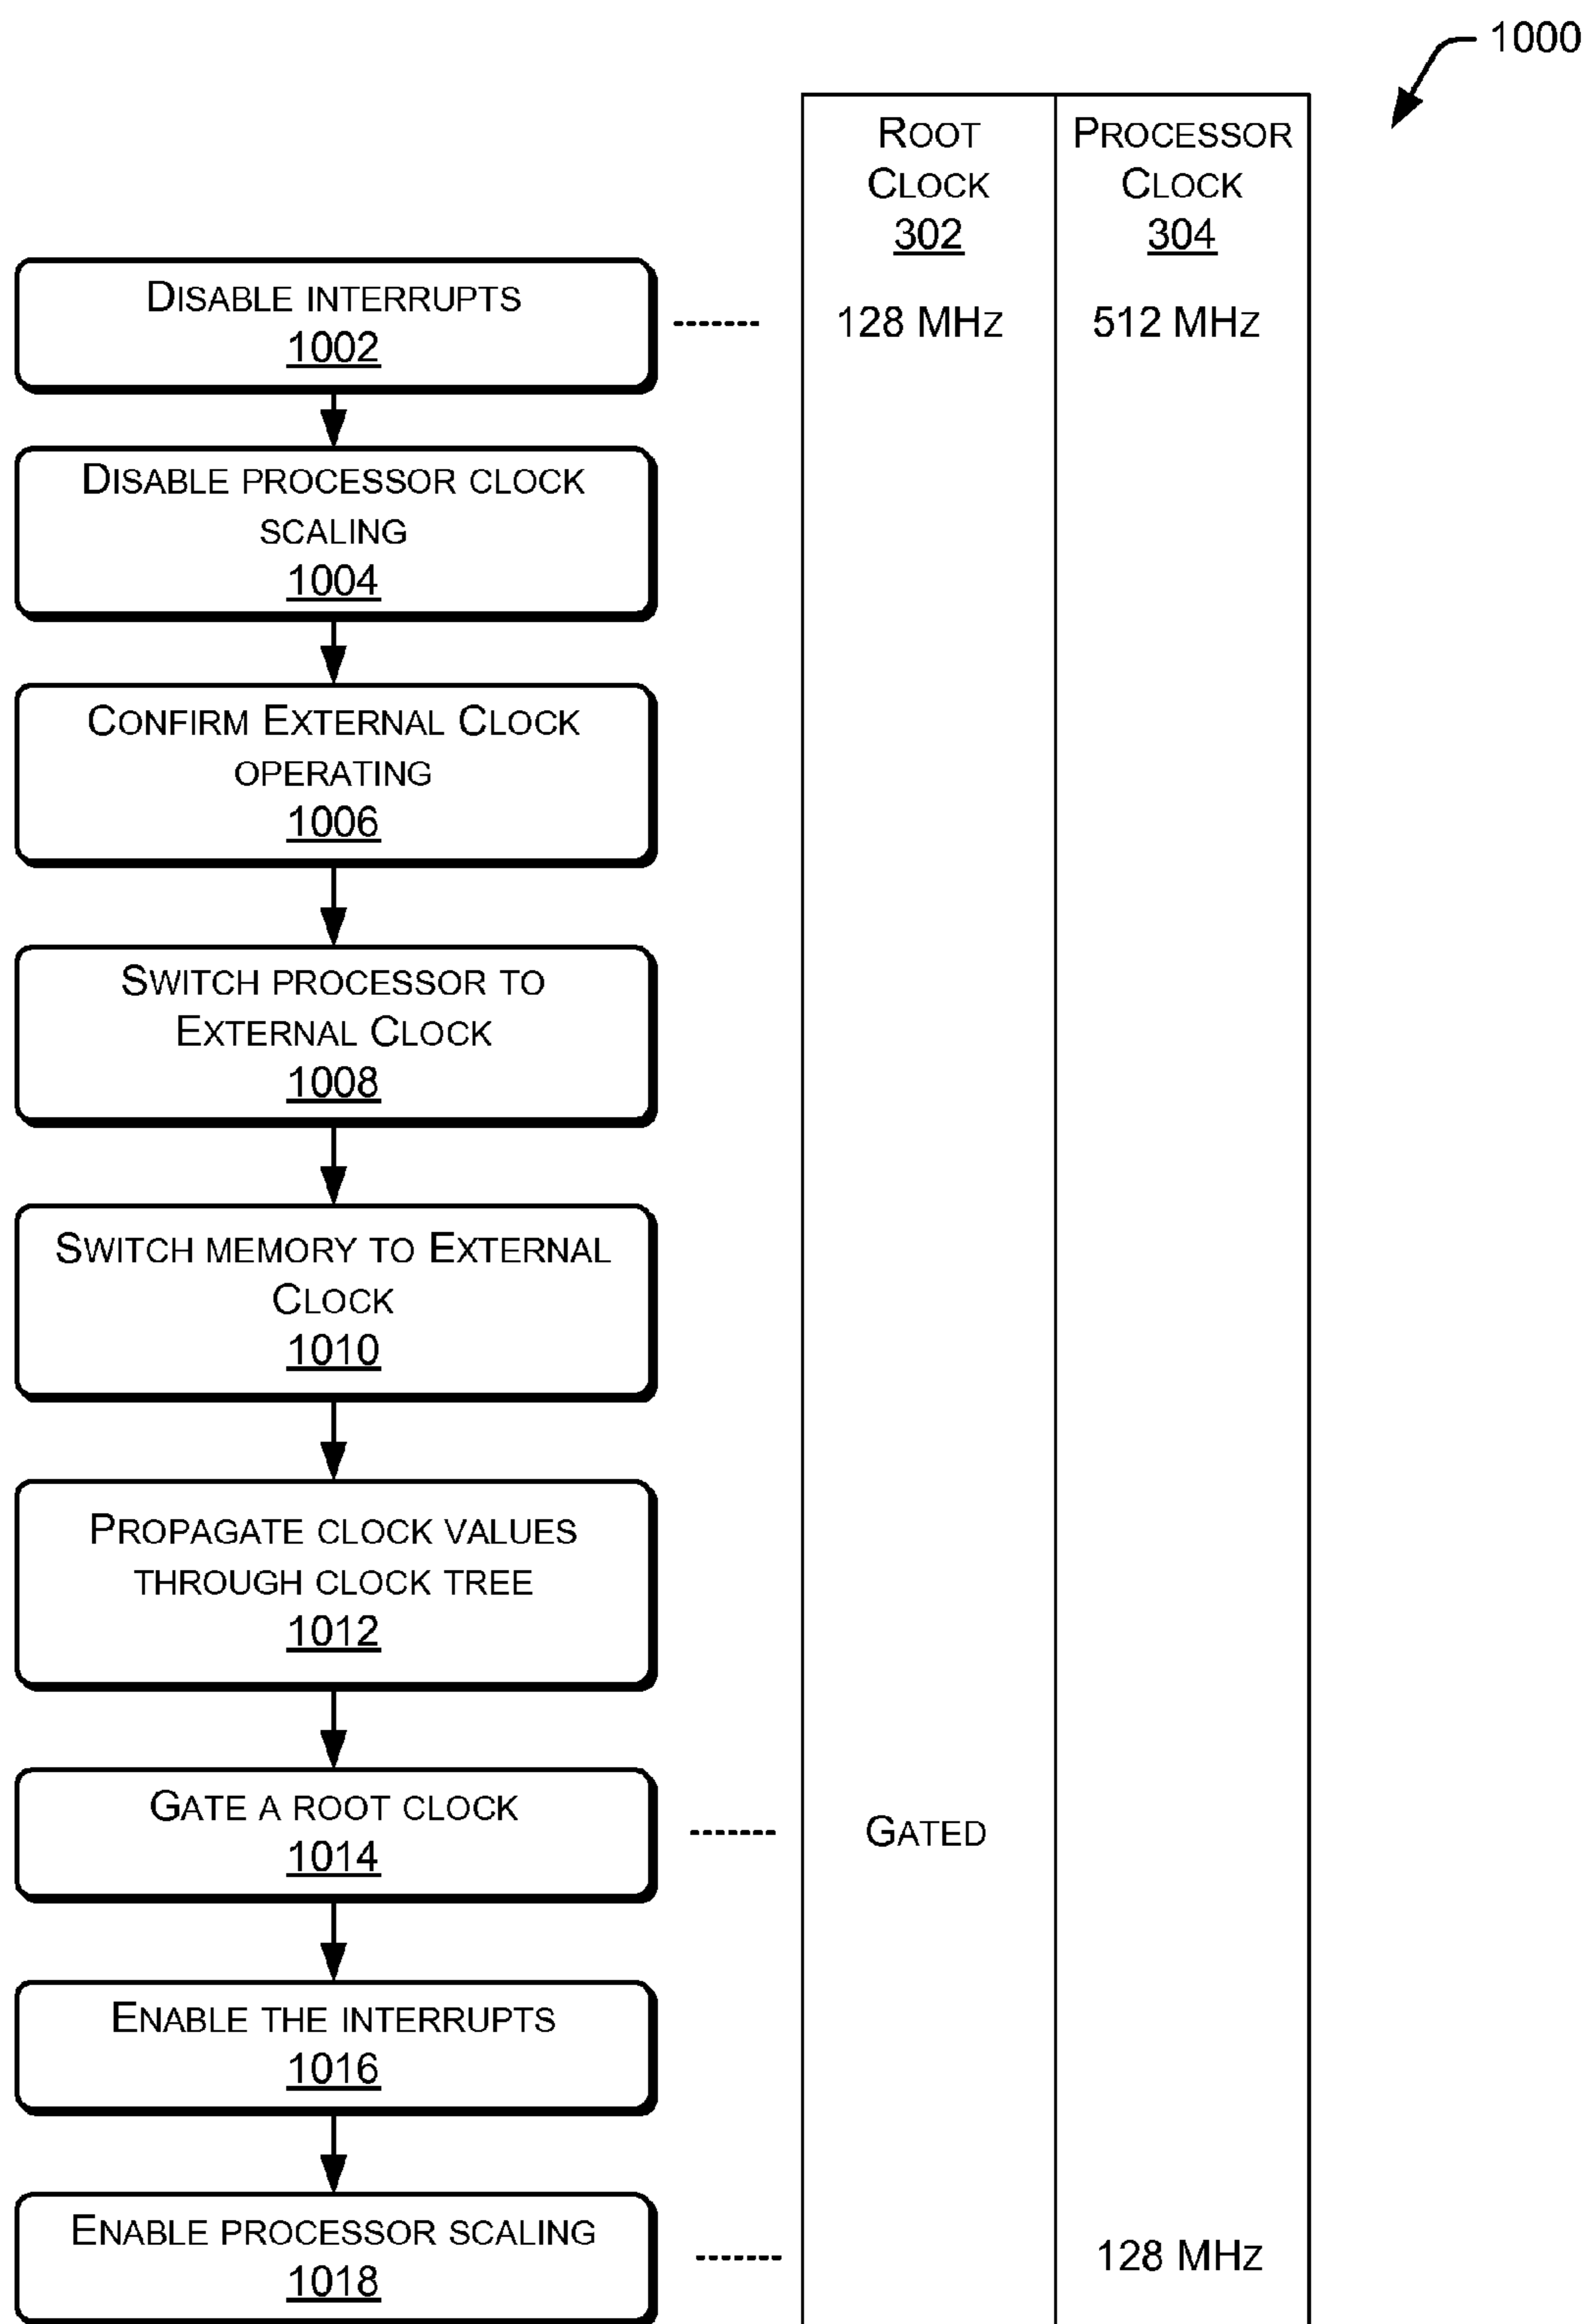 1000
ROOT CLOCK 302
PROCESSOR CLOCK 304
DISABLE INTERRUPTS
1002
128 MHZ
512 MHZ
DISABLE PROCESSOR CLOCK
SCALING
1004
CONFIRM EXTERNAL CLOCK
OPERATING
1006
SWITCH PROCESSOR TO
EXTERNAL CLOCK
1008
SWITCH MEMORY TO EXTERNAL
CLOCK
1010
PROPAGATE CLOCK VALUES
THROUGH CLOCK TREE
1012
GATE A ROOT CLOCK
1014
GATED
ENABLE THE INTERRUPTS
1016
ENABLE PROCESSOR SCALING
1018
128 MHZ